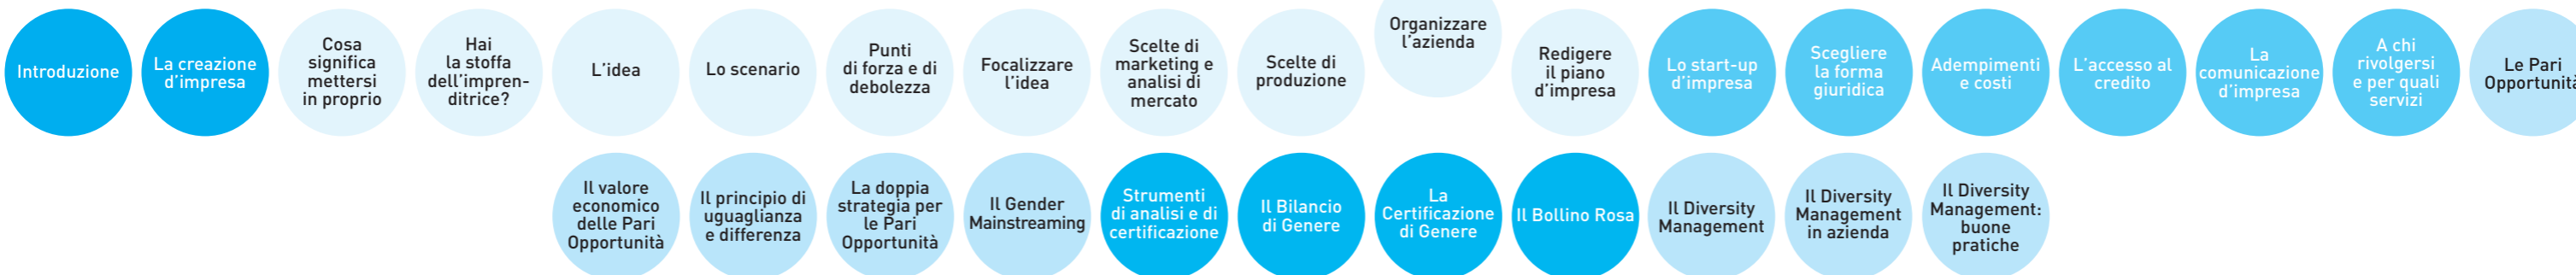 Introduzione
La creazione
d'impresa
Cosa
significa
mettersi
in proprio
Hai
la stoffa
dell'impren-
ditrice?
L'idea
Lo scenario
Punti
di forza e di
debolezza
Focalizzare
l'idea
Scelte di
marketing e
analisi di
mercato
Scelte di
produzione
Organizzare
l'azienda
Redigere
il piano
d'impresa
Lo start-up
d'impresa
Scegliere
la forma
giuridica
Adempimenti
e costi
L'accesso al
credito
La
comunicazione
d'impresa
A chi
rivolgersi
e per quali
servizi
Le Pari
Opportunità
Il valore
economico
delle Pari
Opportunità
Il principio di
uguaglianza
e differenza
La doppia
strategia per
le Pari
Opportunità
Il Gender
Mainstreaming
Strumenti
di analisi e di
certificazione
Il Bilancio
di Genere
La
Certificazione
di Genere
Il Bollino Rosa
Il Diversity
Management
Il Diversity
Management
in azienda
Il Diversity
Management:
buone
pratiche